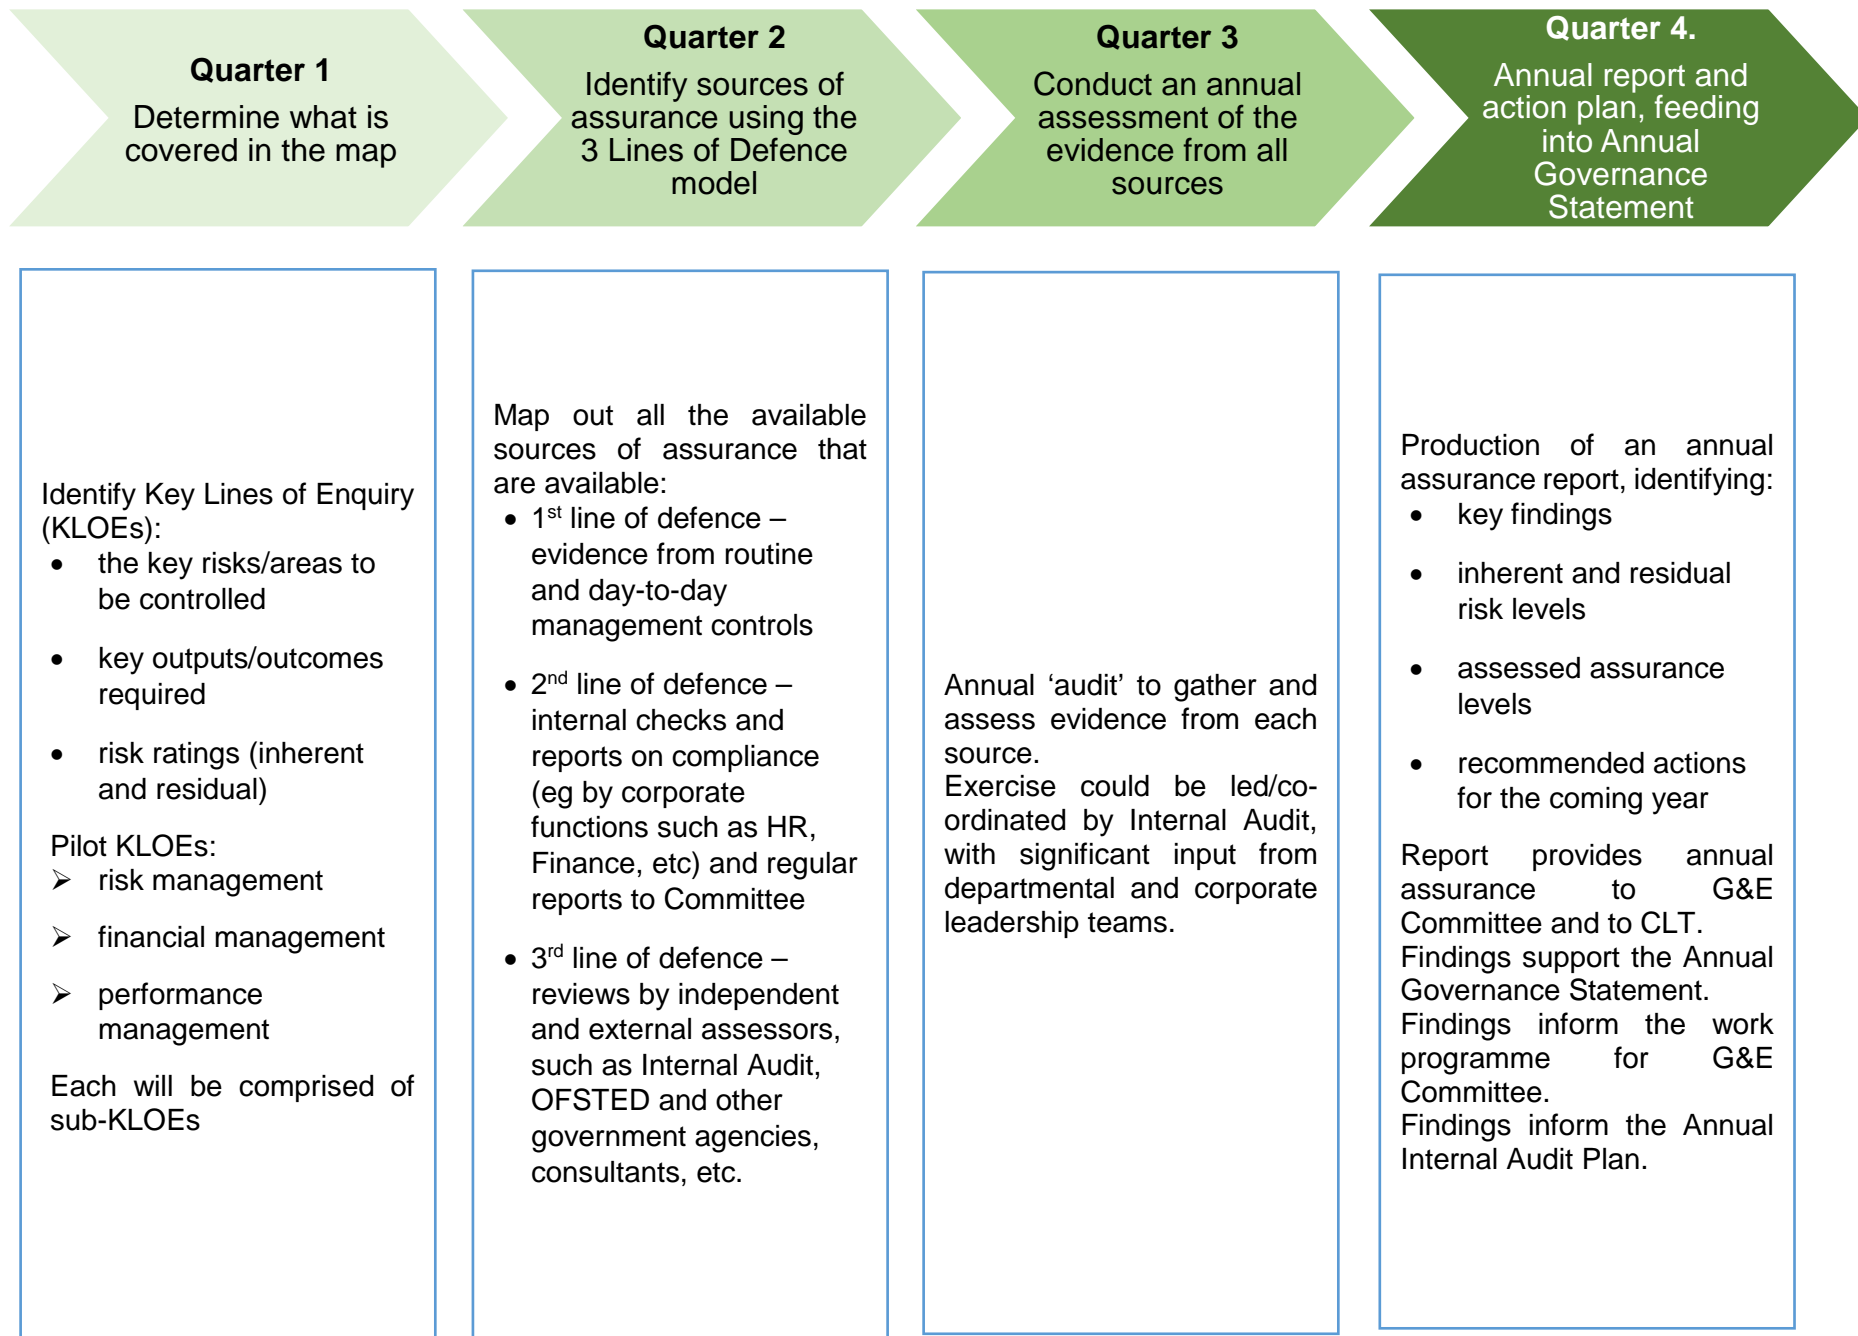 Quarter 1
Determine what is
covered in the map
Quarter 2
Identify sources of
assurance using the
3 Lines of Defence
model
Quarter 3
Conduct an annual
assessment of the
evidence from all
sources
Quarter 4.
Annual report and
action plan, feeding
into Annual
Governance
Statement
Identify Key Lines of Enquiry
(KLOEs):
• the key risks/areas to
be controlled
• key outputs/outcomes
required
• risk ratings (inherent
and residual)
Pilot KLOEs:
➢ risk management
➢ financial management
➢ performance
management
Each will be comprised of
sub-KLOEs
Map out all the available
sources of assurance that
are available:
• 1st line of defence –
evidence from routine
and day-to-day
management controls
• 2nd line of defence –
internal checks and
reports on compliance
(eg by corporate
functions such as HR,
Finance, etc) and regular
reports to Committee
• 3rd line of defence –
reviews by independent
and external assessors,
such as Internal Audit,
OFSTED and other
government agencies,
consultants, etc.
Annual ‘audit’ to gather and
assess evidence from each
source.
Exercise could be led/co-
ordinated by Internal Audit,
with significant input from
departmental and corporate
leadership teams.
Production of an annual
assurance report, identifying:
• key findings
• inherent and residual
risk levels
• assessed assurance
levels
• recommended actions
for the coming year
Report provides annual
assurance to G&E
Committee and to CLT.
Findings support the Annual
Governance Statement.
Findings inform the work
programme for G&E
Committee.
Findings inform the Annual
Internal Audit Plan.